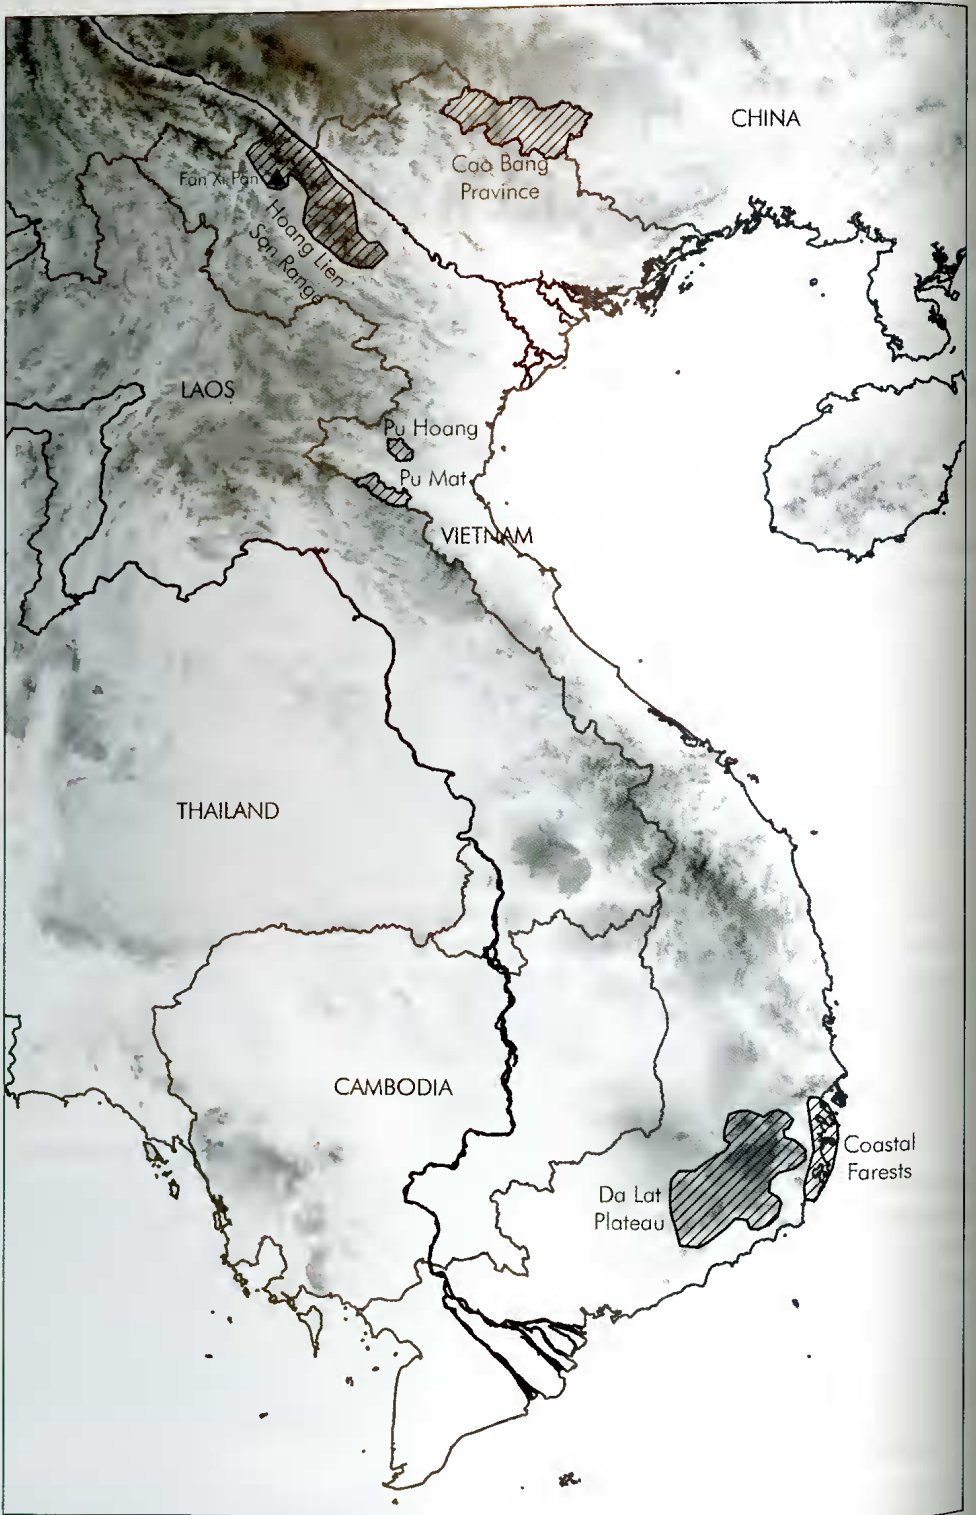 CHINA
Cao Bang
Province
Fan Xi Pan
Hoang Lien
Son Range
LAOS
Pu Hoang
Pu Mat
VIETNAM
THAILAND
CAMBODIA
Coastal
Farests
Da Lat
Plateau